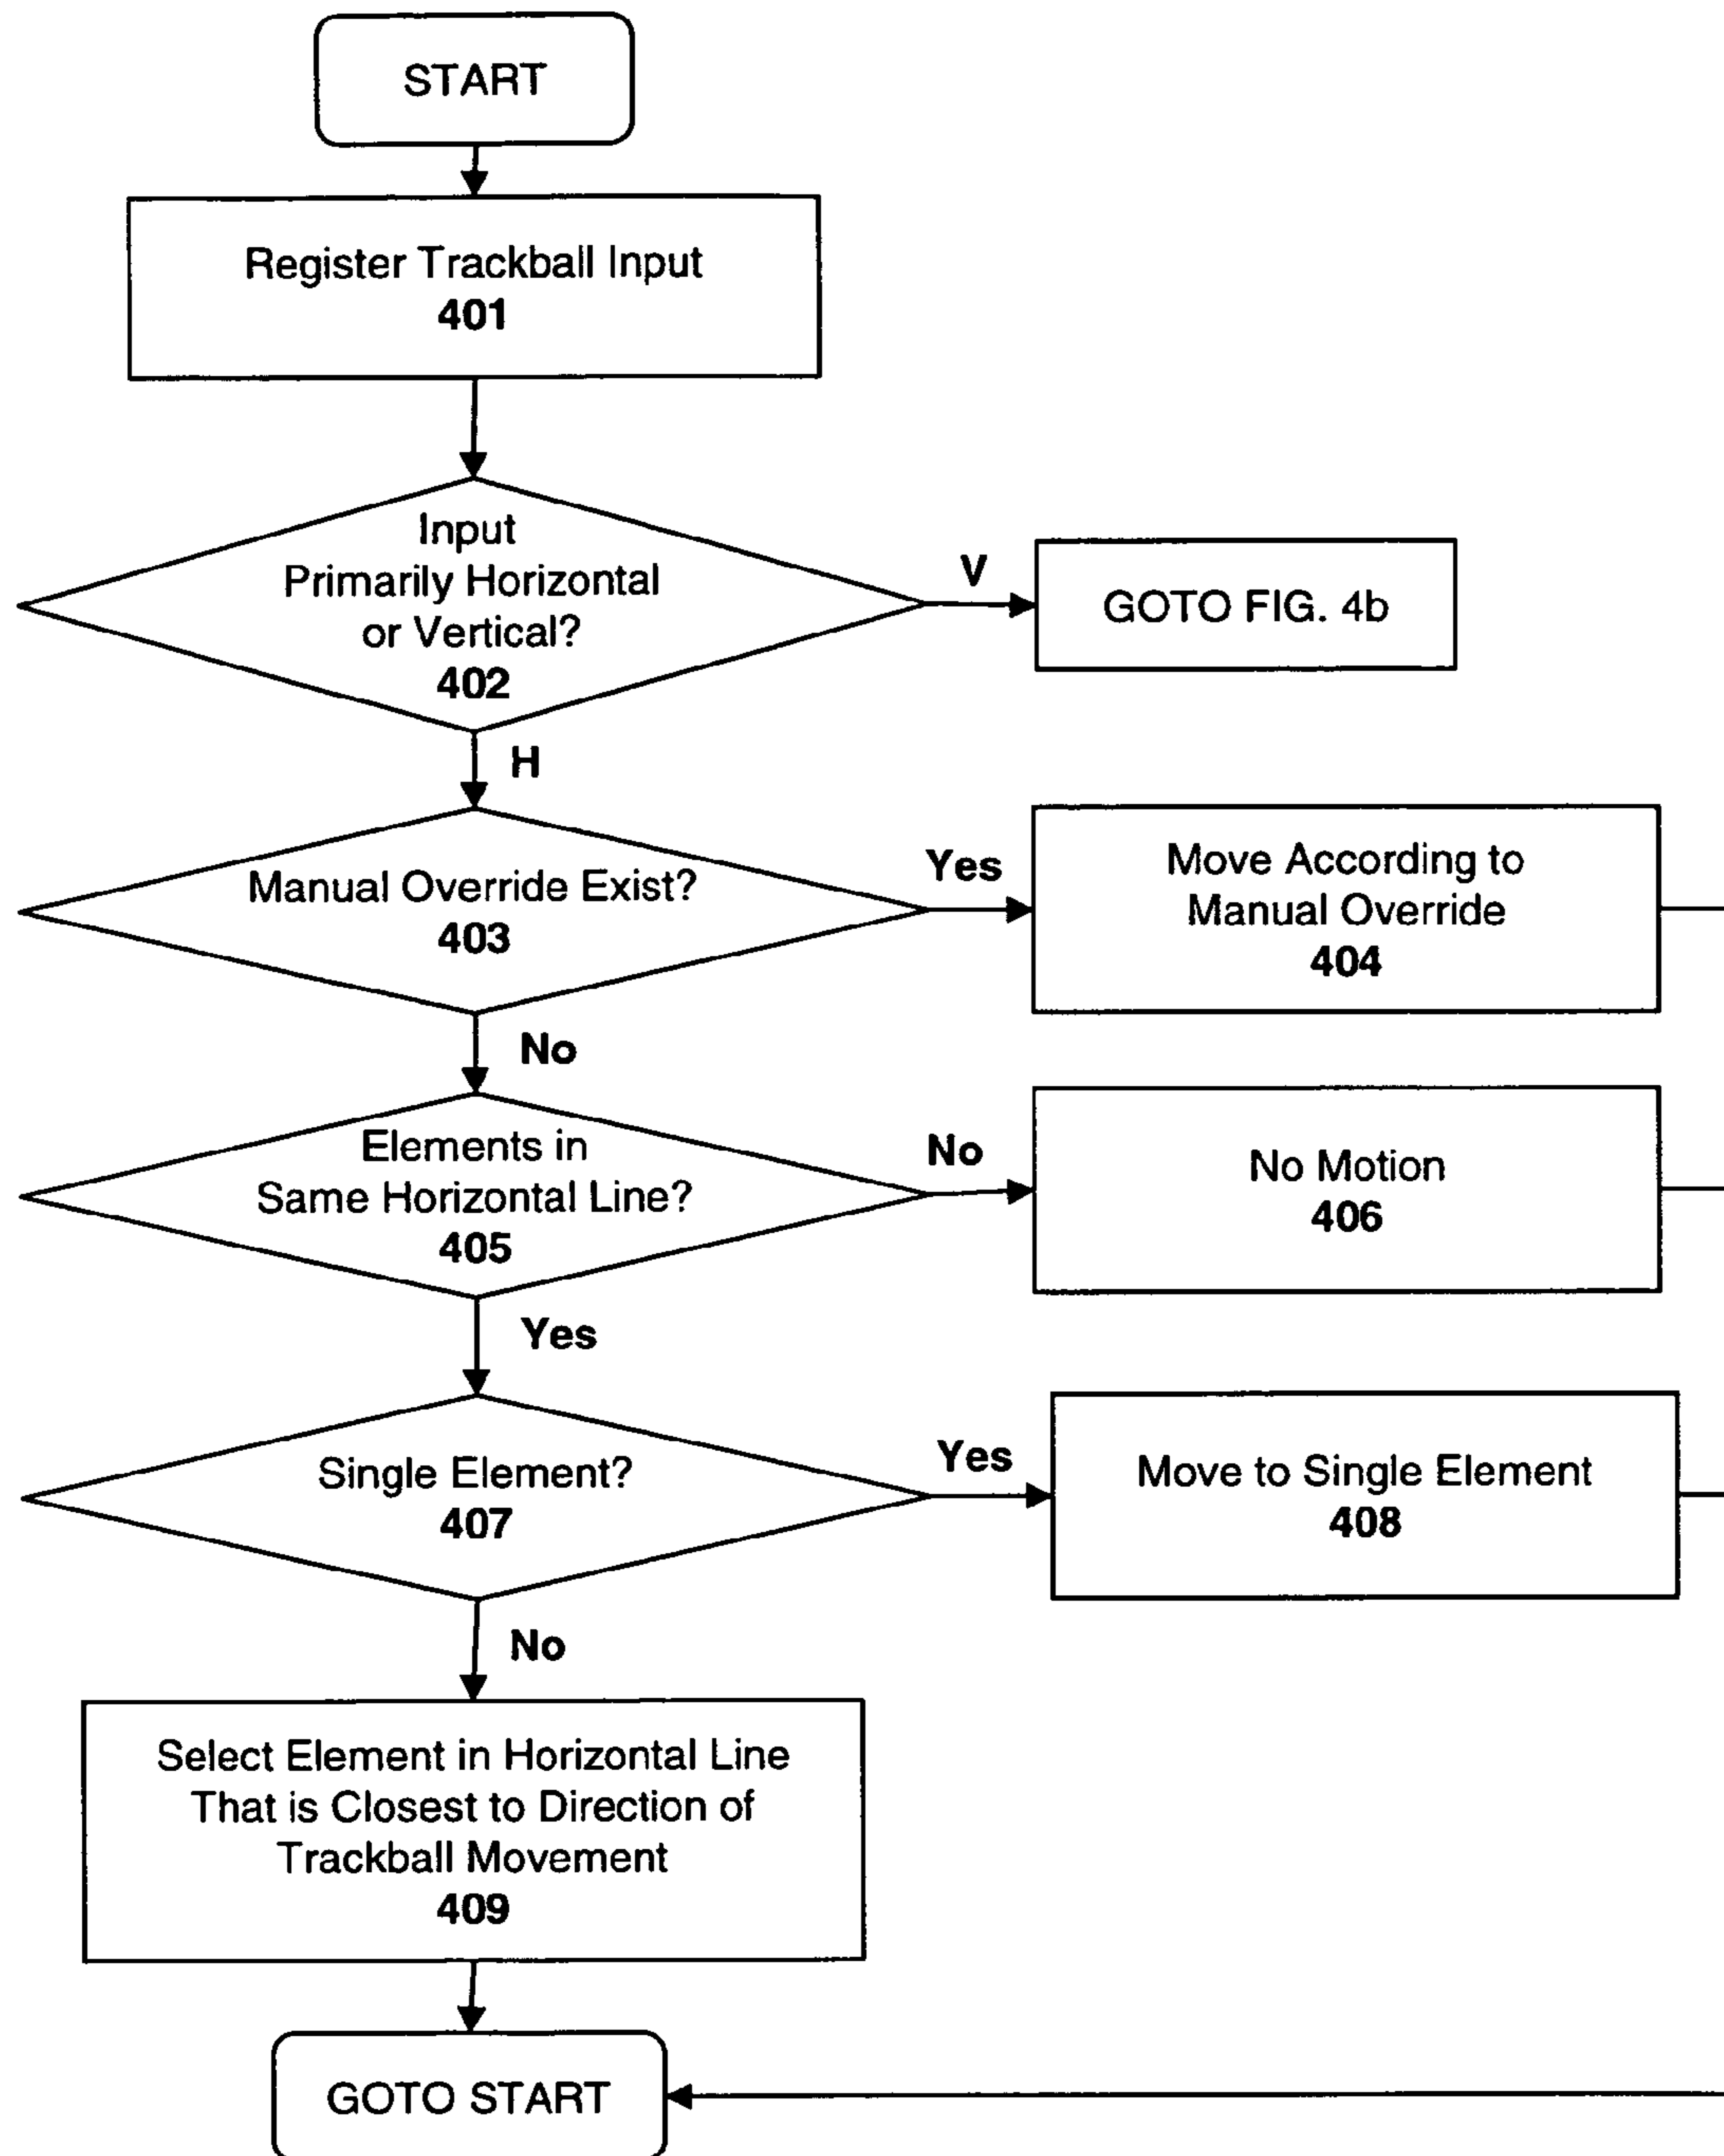 START
Register Trackball Input
401
Input
Primarily Horizontal
or Vertical?
402
V
GOTO FIG. 4b
H
Manual Override Exist?
403
Yes
Move According to
Manual Override
404
No
Elements in
Same Horizontal Line?
405
No
No Motion
406
Yes
Single Element?
407
Yes
Move to Single Element
408
No
Select Element in Horizontal Line
That is Closest to Direction of
Trackball Movement
409
GOTO START